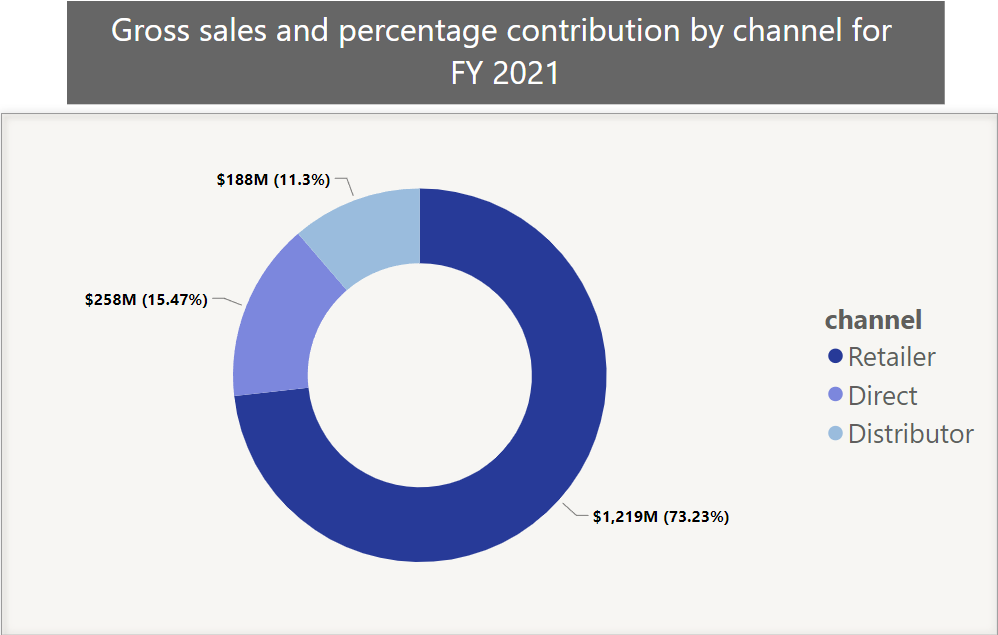 Gross sales and percentage contribution by channel for
FY 2021
$188M (11.3%)
$258M (15.47%)
$1,219M (73.23%)
channel
Retailer
Direct
Distributor